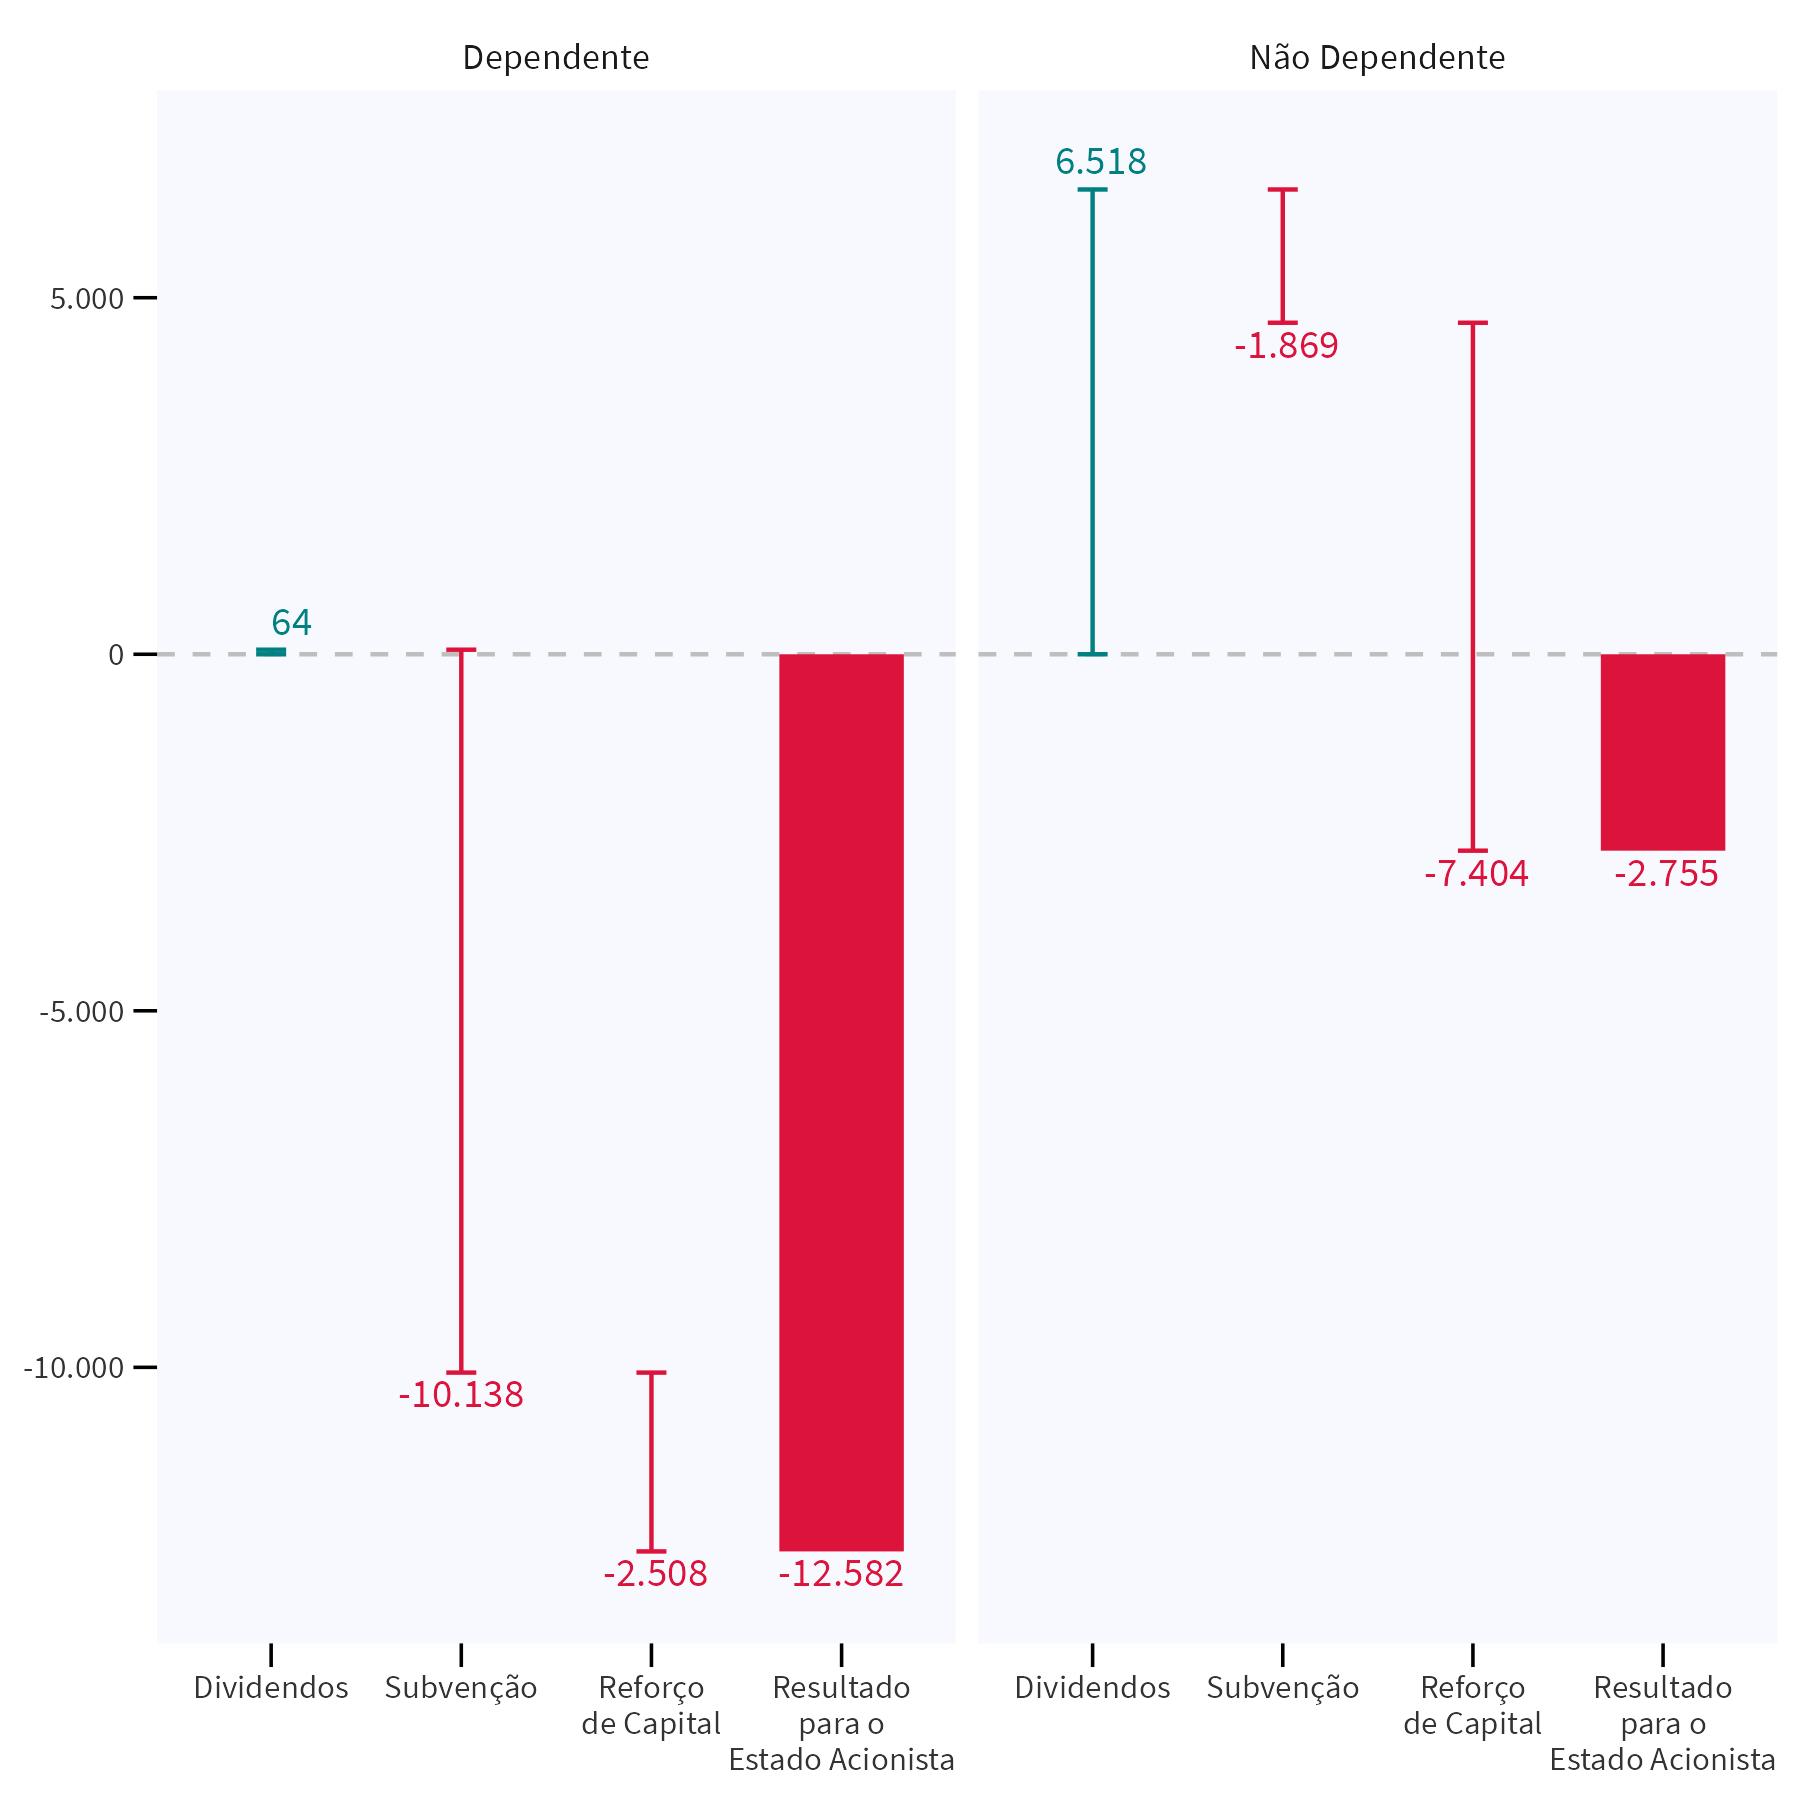 Dependente
Não Dependente
5.000
0
-5.000
-10.000
64
-10.138
-2.508
-12.582
6.518
-1.869
-7.404
-2.755
Dividendos
Subvenção
Reforço
de Capital
Resultado
para o
Estado Acionista
Dividendos
Subvenção
Reforço
de Capital
Resultado
para o
Estado Acionista